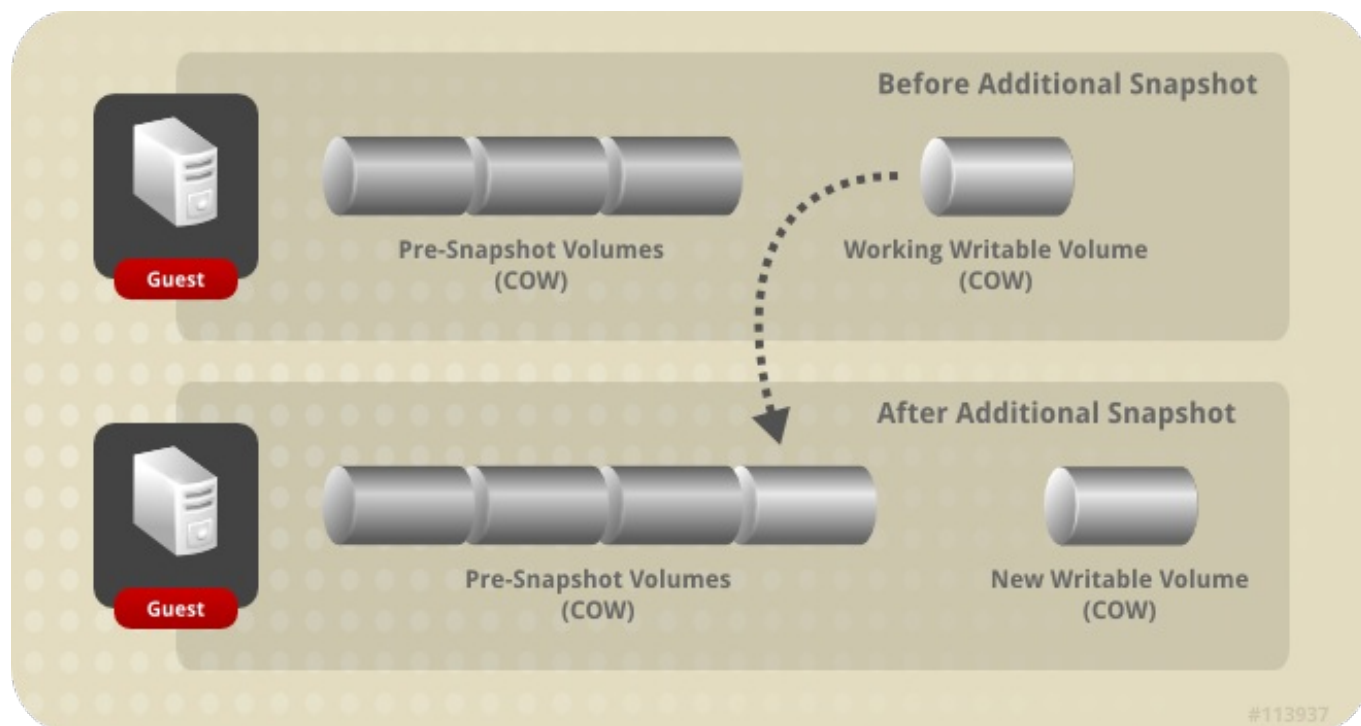 Before Additional Snapshot
Guest
Pre-Snapshot Volumes
(COW)
Working Writable Volume
(COW)
After Additional Snapshot
Guest
Pre-Snapshot Volumes
(COW)
New Writable Volume
(COW)
#113937